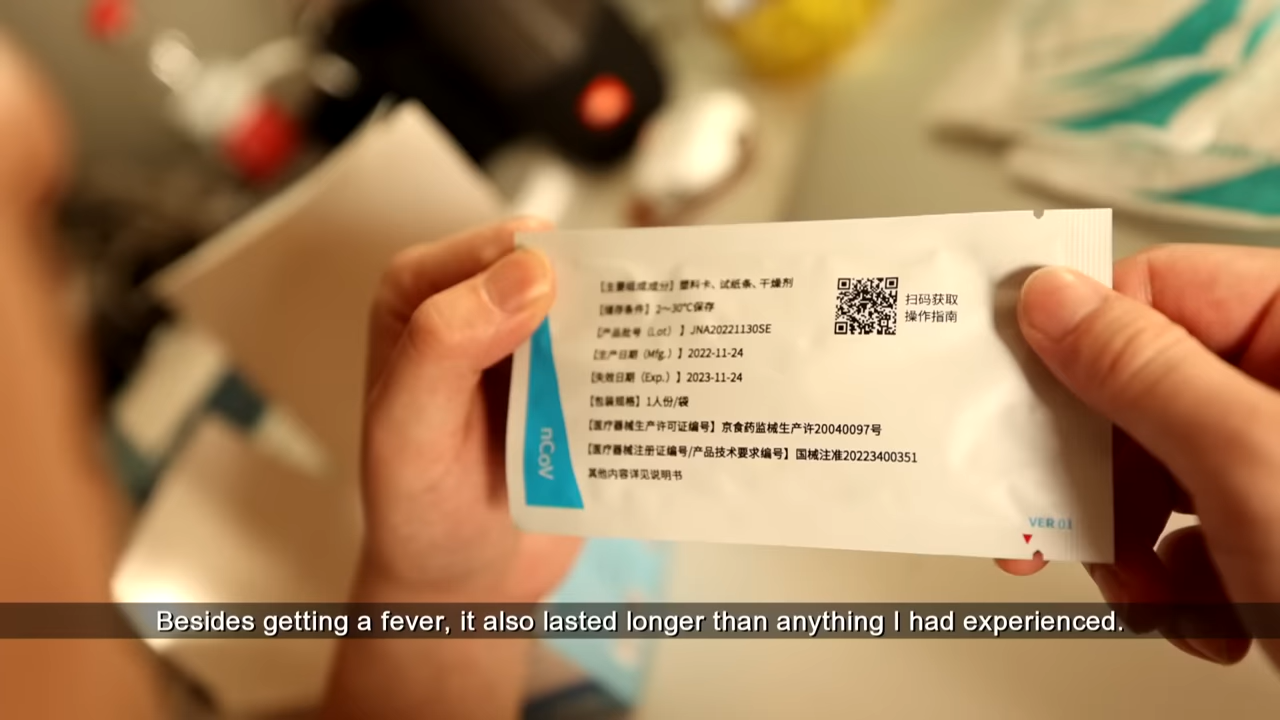 【主要组成成分】塑料卡、试纸条、干燥剂
【储存条件】2～30℃保存
【产品批号（Lot）】JNA20221130SE
【生产日期（Mfg.）】2022-11-24
【失效日期（Exp.）】2023-11-24
【包装规格】1人份/袋
【医疗器械生产许可证编号】京食药监械生产许20040097号
【医疗器械注册证编号/产品技术要求编号】国械注准20223400351
其他内容详见说明书
扫码获取
操作指南
nCoV
VER 01
Besides getting a fever, it also lasted longer than anything I had experienced.